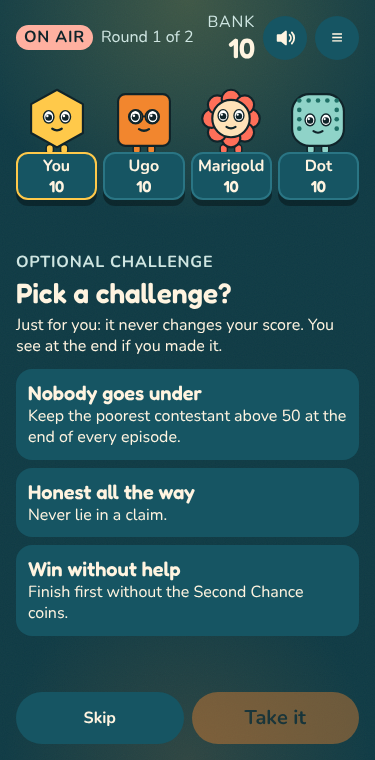 ON AIR
Round 1 of 2
BANK
10
You
10
Ugo
10
Marigold
10
Dot
10
OPTIONAL CHALLENGE
Pick a challenge?
Just for you: it never changes your score. You
see at the end if you made it.
Nobody goes under
Keep the poorest contestant above 50 at the
end of every episode.
Honest all the way
Never lie in a claim.
Win without help
Finish first without the Second Chance
coins.
Skip
Take it